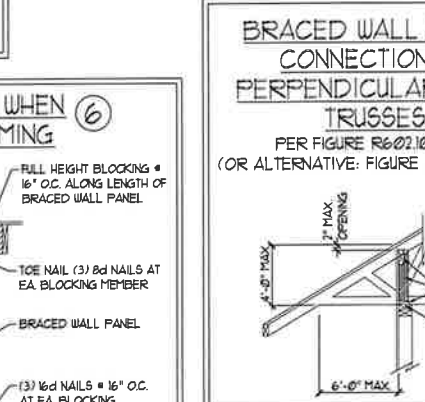 WHEN 6
MING
FULL HEIGHT BLOCKING @
16" O.C. ALONG LENGTH OF
BRACED WALL PANEL
TOE NAIL (3) 8d NAILS AT
EA. BLOCKING MEMBER
BRACED WALL PANEL
(3) 16d NAILS @ 16" O.C.
AT EA. BLOCKING
BRACED WALL
CONNECTION
PERPENDICULAR
TRUSSES
PER FIGURE R602.10
(OR ALTERNATIVE: FIGURE
2" MAX.
OPENING
4'-0" MAX
6'-0" MAX